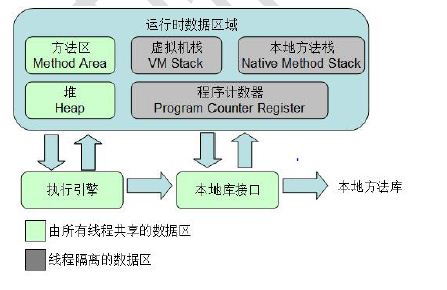 运行时数据区域
方法区
Method Area
虚拟机栈
VM Stack
本地方法栈
Native Method Stack
堆
Heap
程序计数器
Program Counter Register
执行引擎
本地库接口
本地方法库
由所有线程共享的数据区
线程隔离的数据区